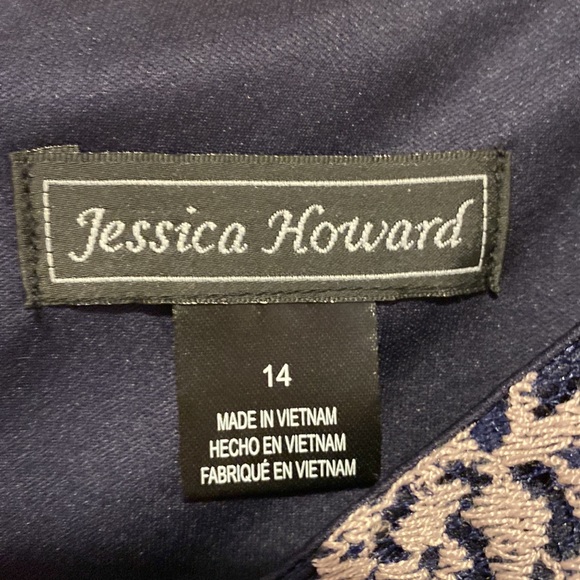 Jessica Howard
14
MADE IN VIETNAM
HECHO EN VIETNAM
FABRIQUÉ EN VIETNAM